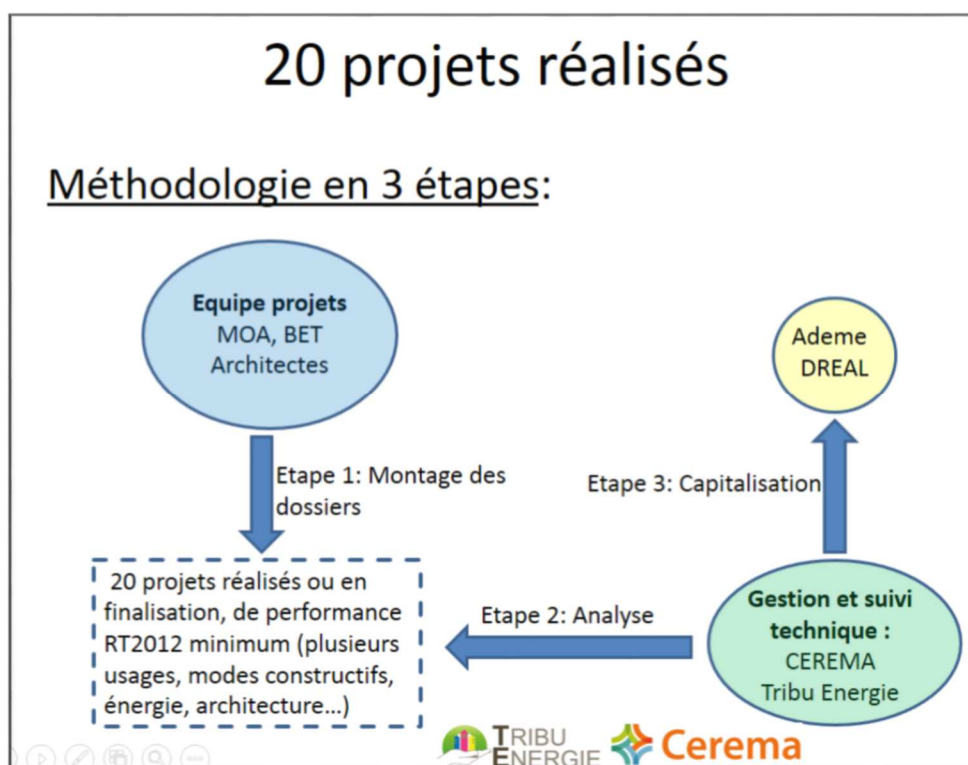 20 projets réalisés
Méthodologie en 3 étapes:
Equipe projets
MOA, BET
Architectes
Ademe
DREAL
Etape 1: Montage des
dossiers
Etape 3: Capitalisation
20 projets réalisés ou en
finalisation, de performance
RT2012 minimum (plusieurs
usages, modes constructifs,
énergie, architecture...)
Etape 2: Analyse
Gestion et suivi
technique :
CEREMA
Tribu Energie
TRIBU
ENERGIE
Cerema